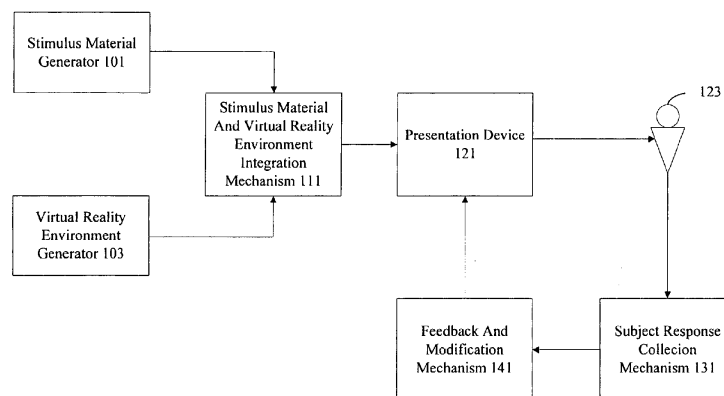 Stimulus Material
Generator 101
Stimulus Material
And Virtual Reality
Environment
Integration
Mechanism 111
Presentation Device
121
123
Virtual Reality
Environment
Generator 103
Feedback And
Modification
Mechanism 141
Subject Response
Collecion
Mechanism 131